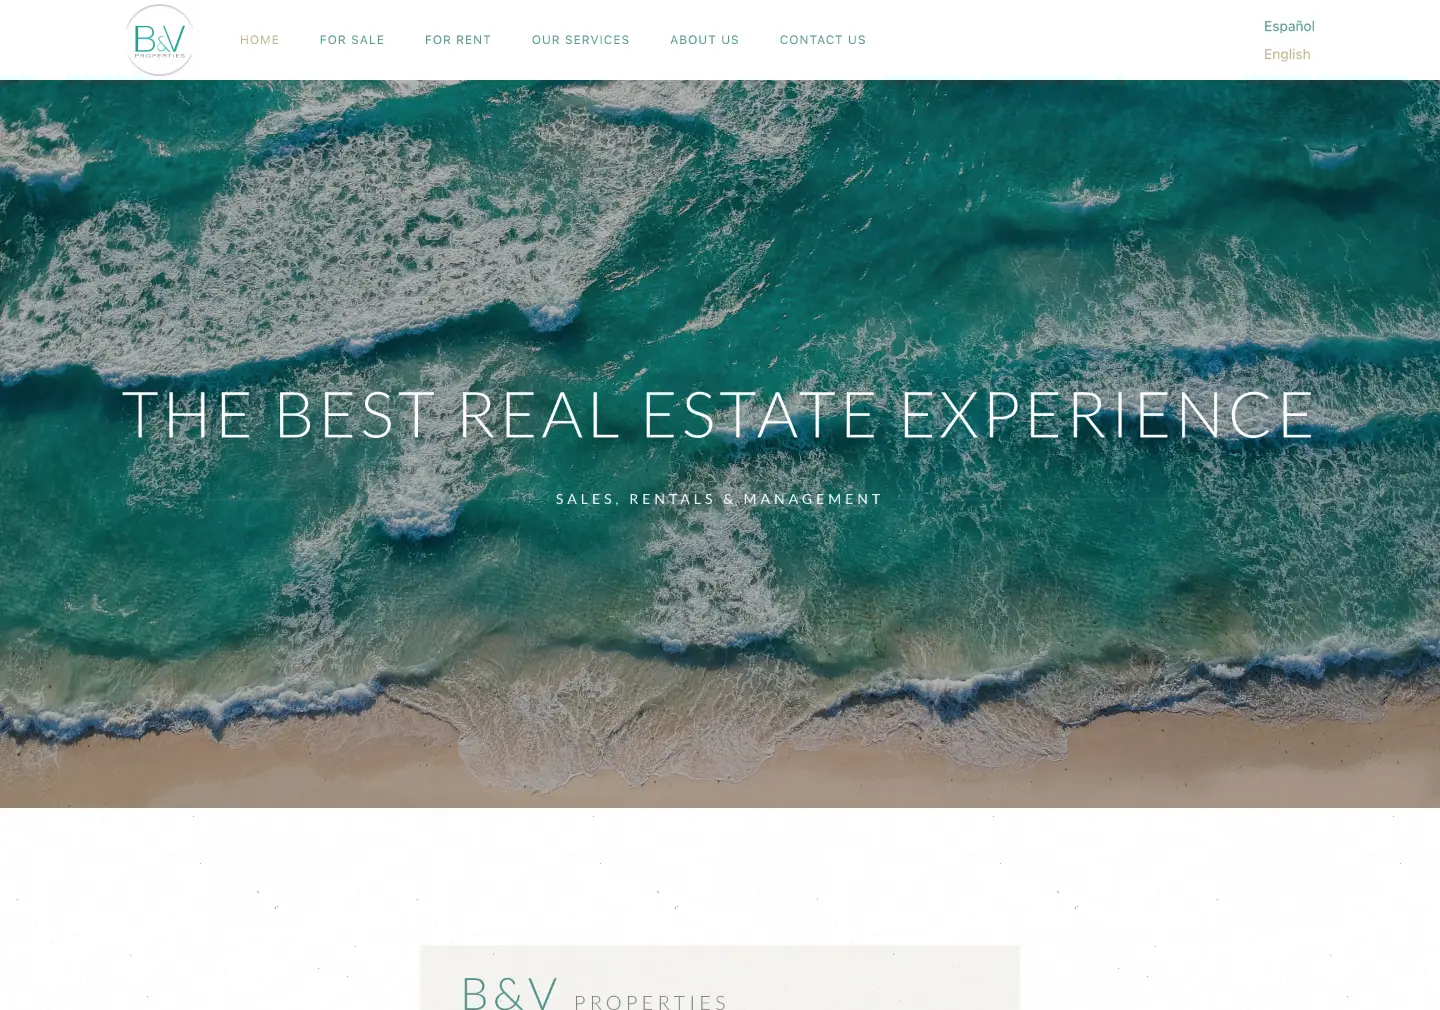 B&V
PROPERTIES
HOME
FOR SALE
FOR RENT
OUR SERVICES
ABOUT US
CONTACT US
Español
English
THE BEST REAL ESTATE EXPERIENCE
SALES, RENTALS & MANAGEMENT
B&V PROPERTIES